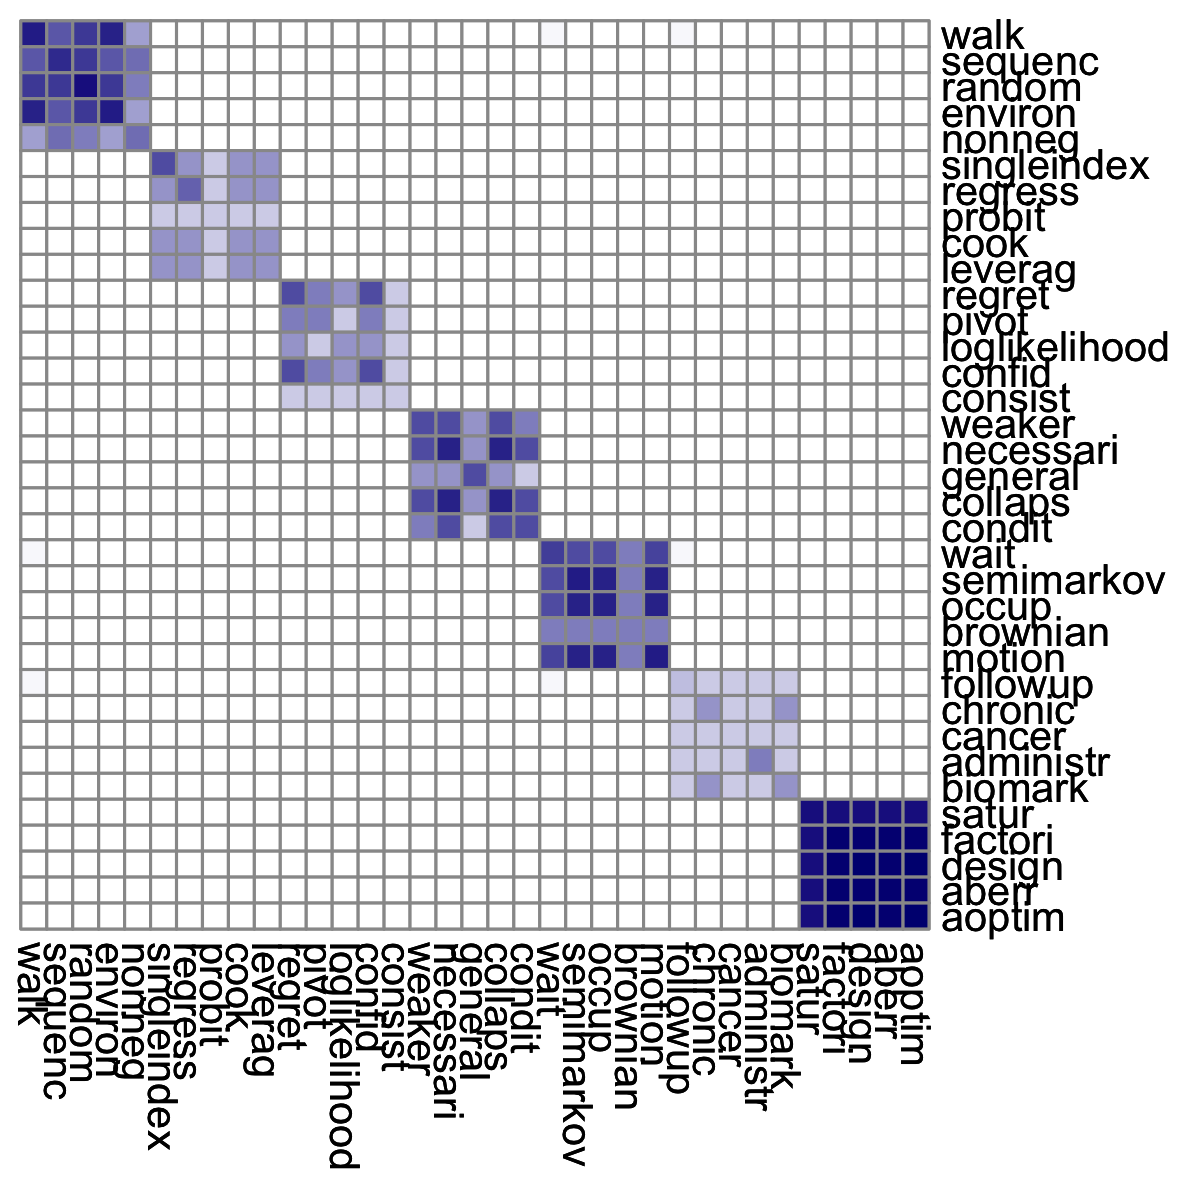 walk
sequenc
random
environ
nonneg
singleindex
regress
probit
cook
leverag
regret
pivot
loglikelihood
confid
consist
weaker
necessari
general
collaps
condit
wait
semimarkov
occup
brownian
motion
followup
chronic
cancer
administr
biomark
satur
factori
design
aberr
aoptim
walk
sequenc
random
environ
nonneg
singleindex
regress
probit
cook
leverag
regret
pivot
loglikelihood
confid
consist
weaker
necessari
general
collaps
condit
wait
semimarkov
occup
brownian
motion
followup
chronic
cancer
administr
biomark
satur
factori
design
aberr
aoptim